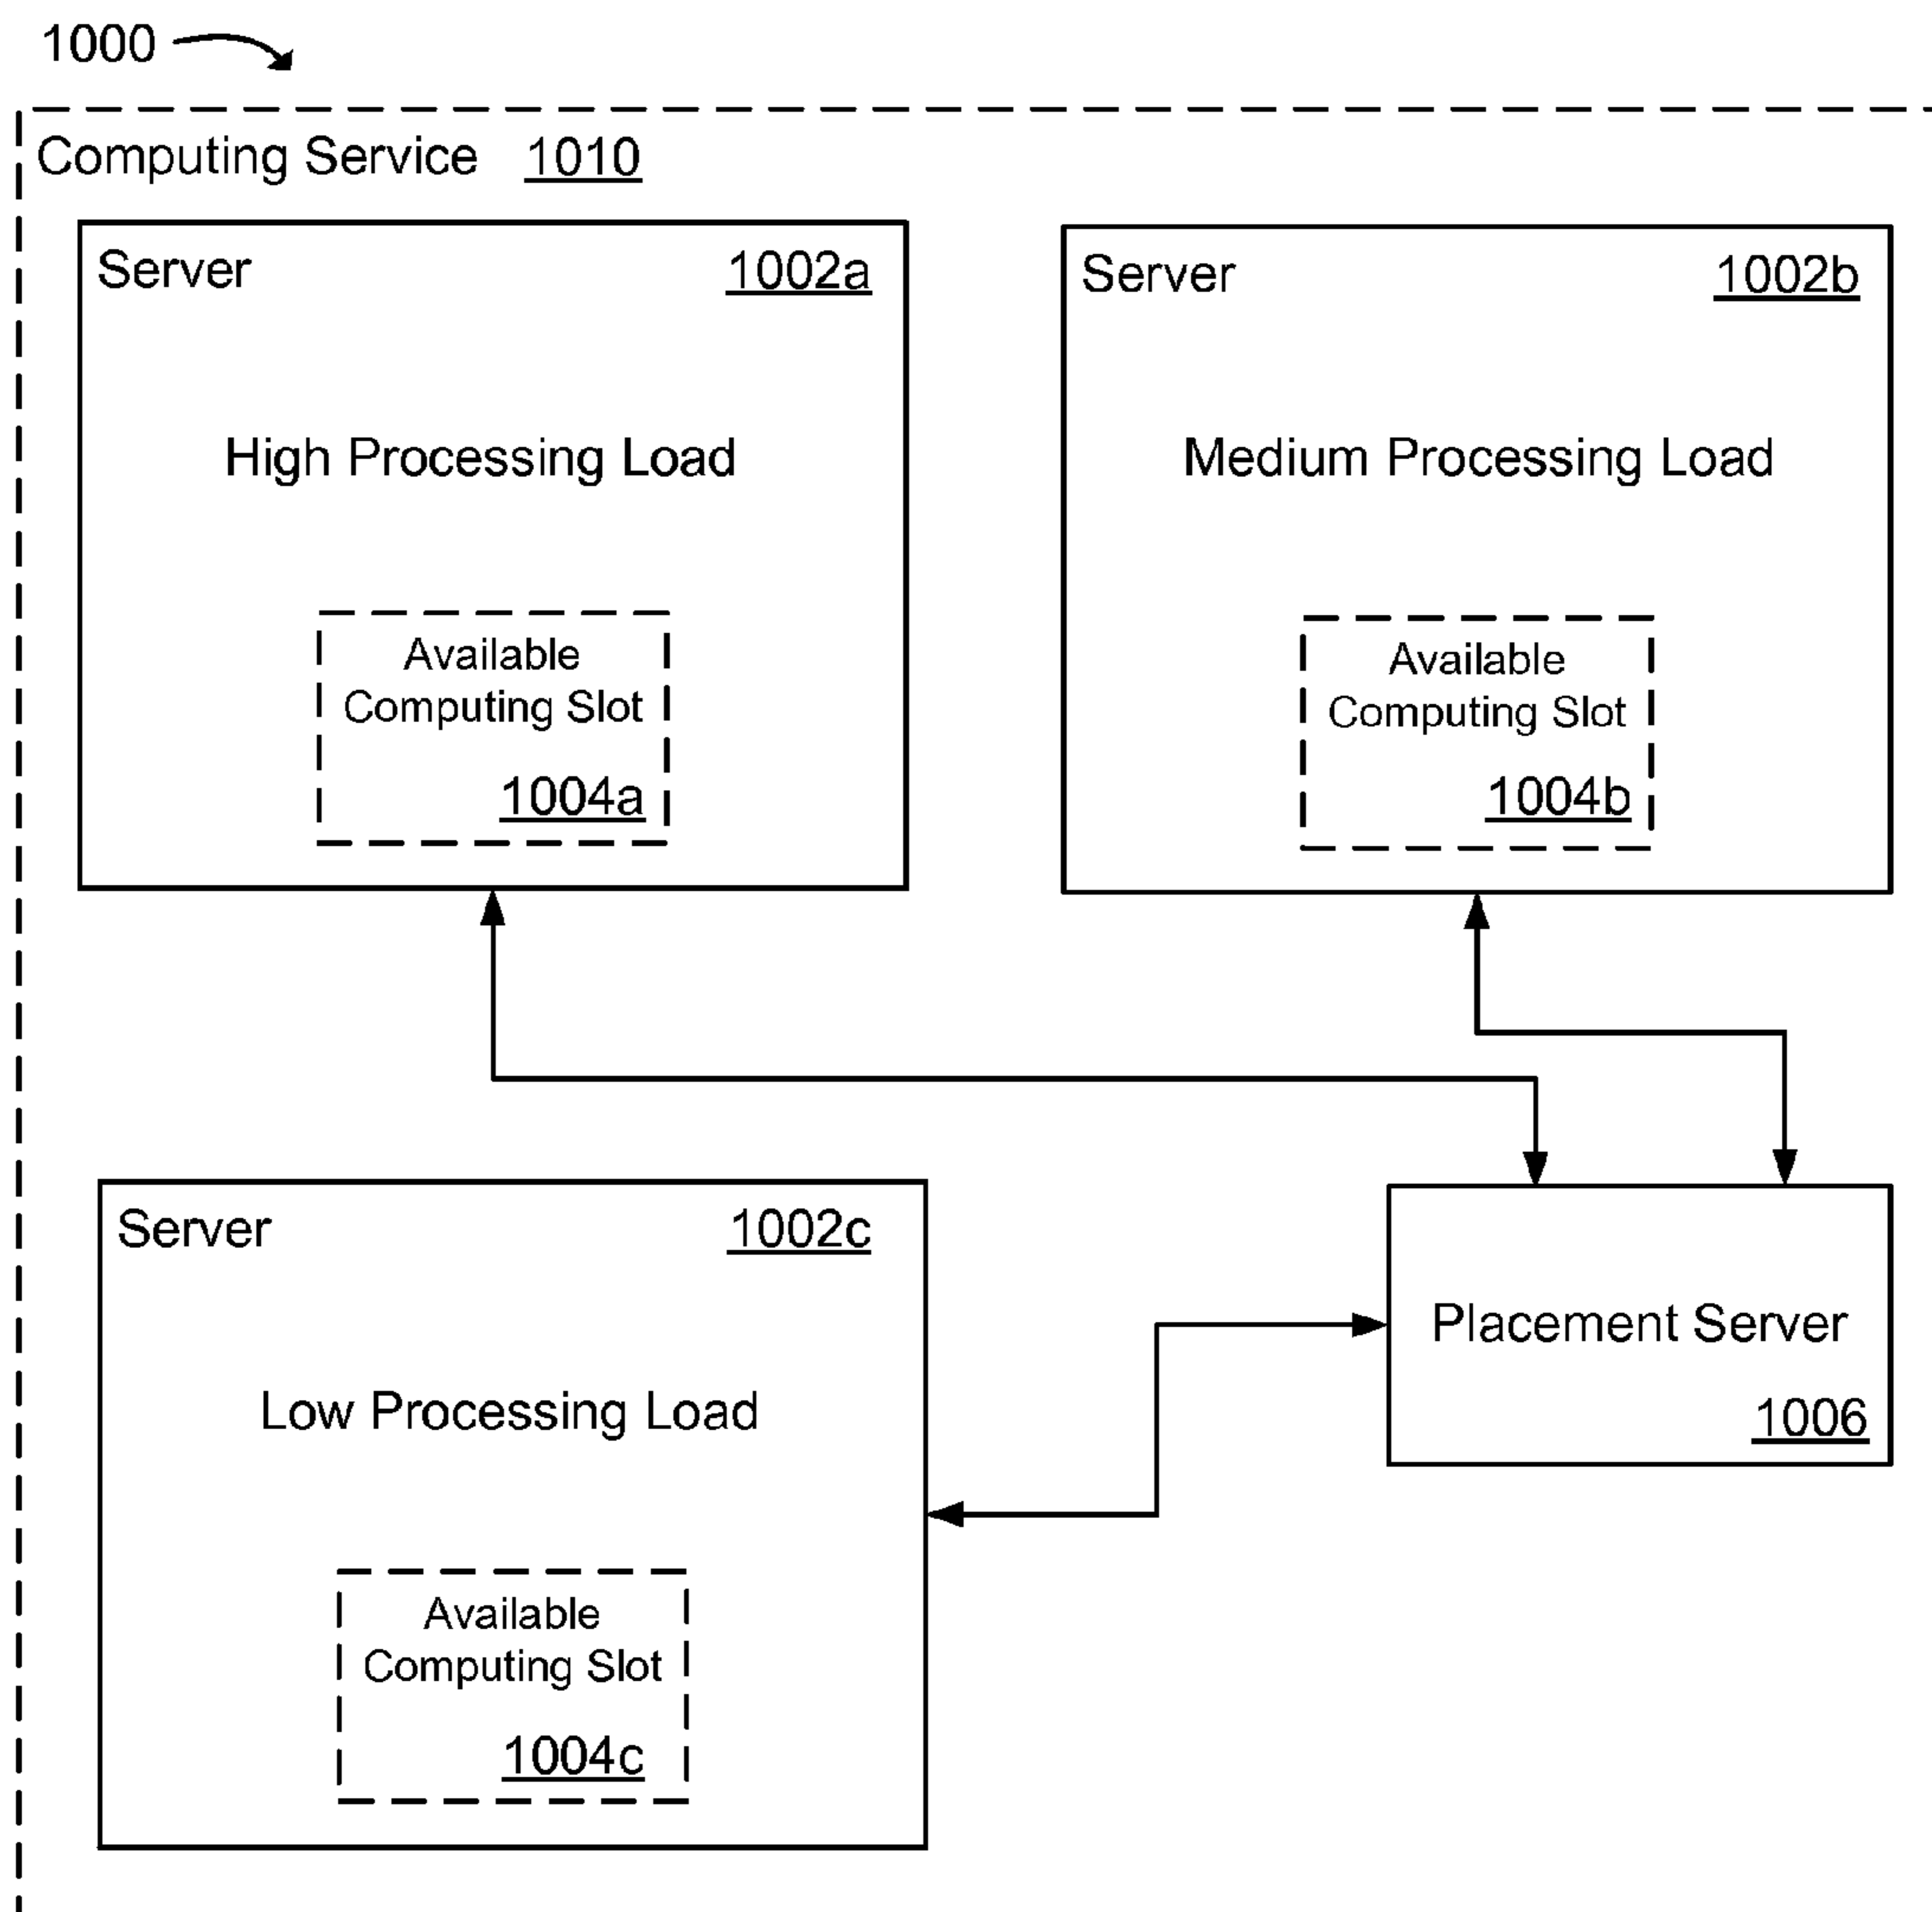 1000
Computing Service 1010
Server 1002a
High Processing Load
Available
Computing Slot
1004a
Server 1002b
Medium Processing Load
Available
Computing Slot
1004b
Server 1002c
Low Processing Load
Available
Computing Slot
1004c
Placement Server
1006